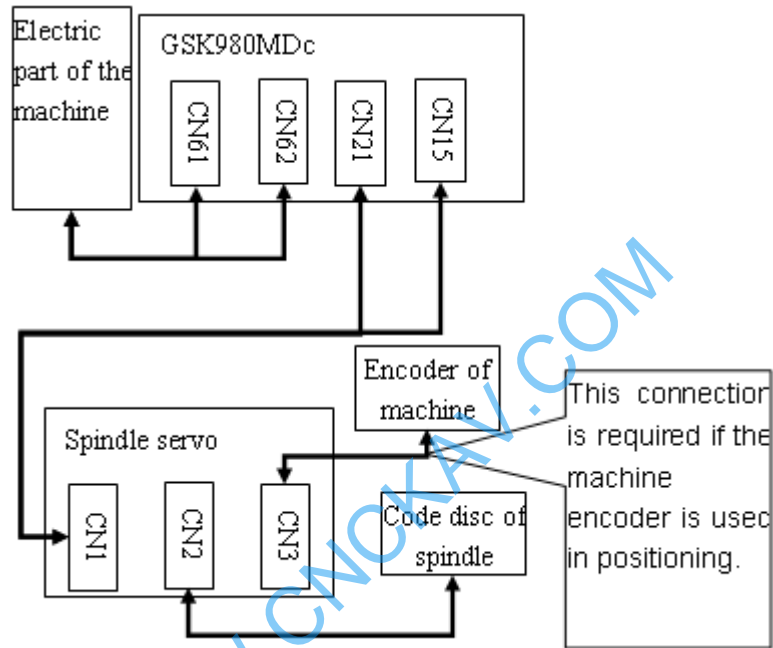 Electric
part of the
machine
GSK980MDc
CN61
CN62
CN21
CN15
Encoder of
machine
This connection
is required if the
machine
encoder is used
in positioning.
Spindle servo
CN1
CN2
CN3
Code disc of
spindle
.CNCKAV.COM